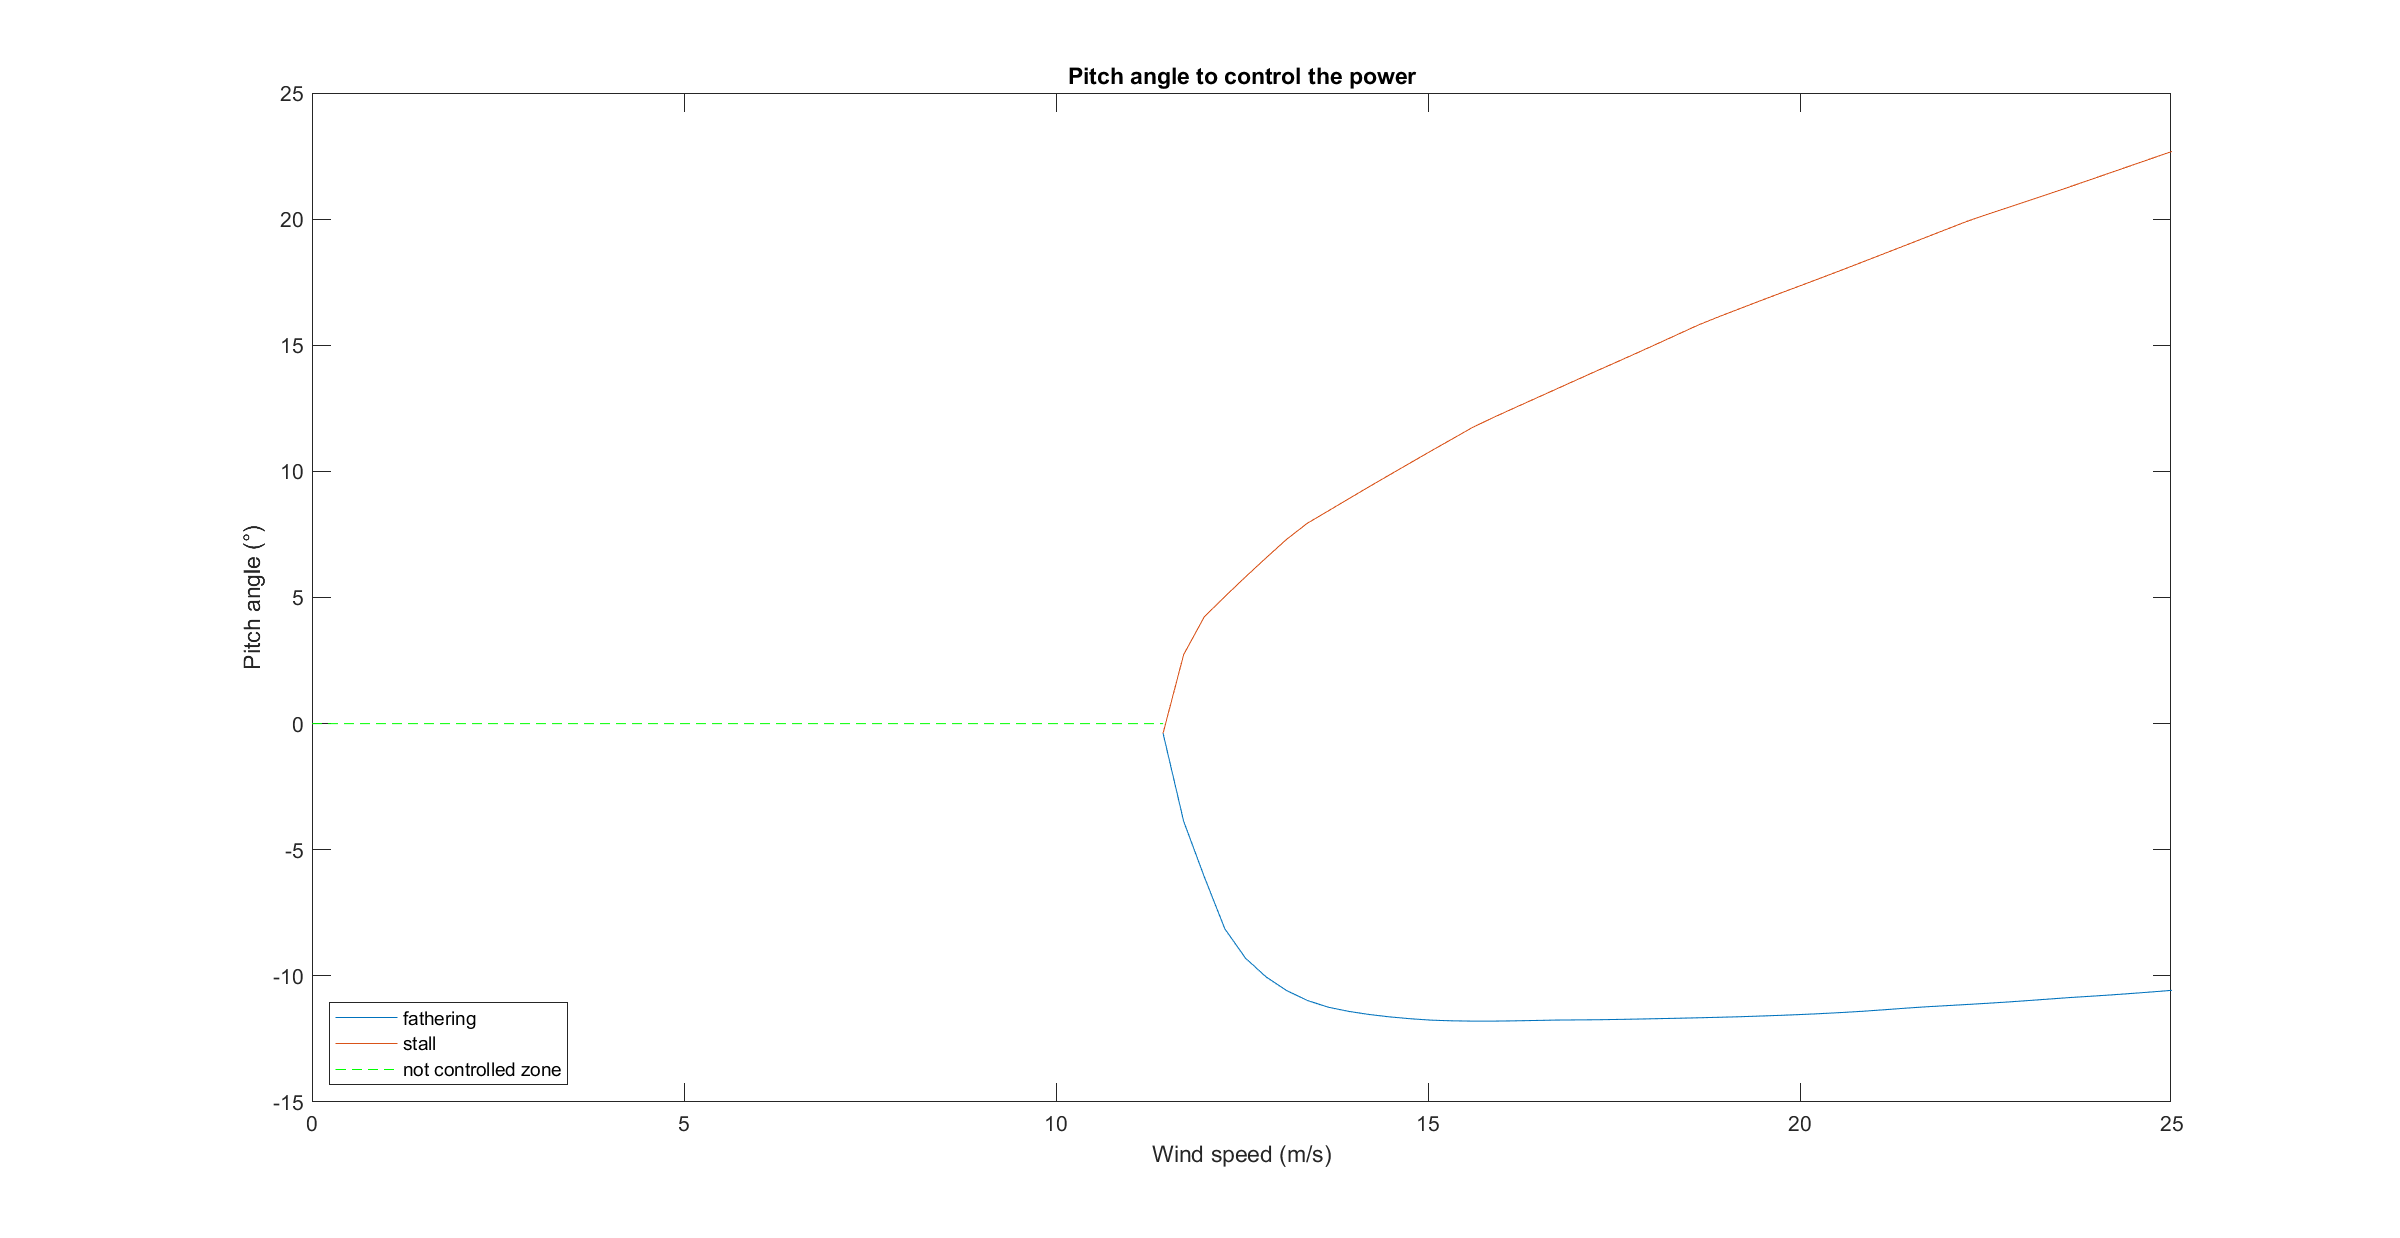 Pitch angle to control the power
25
20
15
10
5
0
-5
-10
-15
Pitch angle (°)
fathering
stall
not controlled zone
0 5 10 15 20 25
Wind speed (m/s)